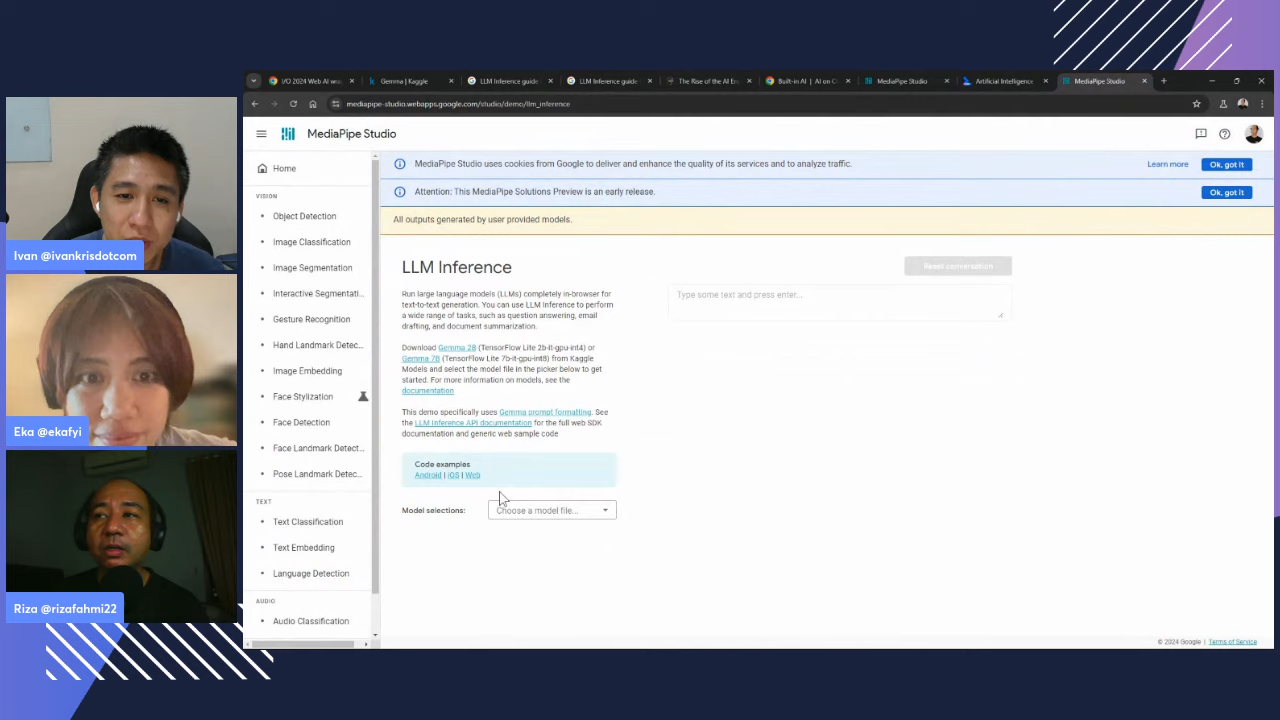 I/O 2024 Web AI wra
Gemma | Kaggle
LLM Inference guide
LLM Inference guide
The Rise of the AI En
Built-in AI | AI on C
MediaPipe Studio
Artificial Intelligence
MediaPipe Studio
mediapipe-studio.webapps.google.com/studio/demo/llm_inference
MediaPipe Studio
Home
VISION
Object Detection
Image Classification
Image Segmentation
Interactive Segmentati...
Gesture Recognition
Hand Landmark Detec...
Image Embedding
Face Stylization
Face Detection
Face Landmark Detect...
Pose Landmark Detec...
TEXT
Text Classification
Text Embedding
Language Detection
AUDIO
Audio Classification
MediaPipe Studio uses cookies from Google to deliver and enhance the quality of its services and to analyze traffic.
Learn more
Ok, got it
Attention: This MediaPipe Solutions Preview is an early release.
Ok, got it
All outputs generated by user provided models.
LLM Inference
Run large language models (LLMs) completely in-browser for
text-to-text generation. You can use LLM Inference to perform
a wide range of tasks, such as question answering, email
drafting, and document summarization.
Download Gemma 2B (TensorFlow Lite 2b-it-gpu-int4) or
Gemma 7B (TensorFlow Lite 7b-it-gpu-int8) from Kaggle
Models and select the model file in the picker below to get
started. For more information on models, see the
documentation
This demo specifically uses Gemma prompt formatting. See
the LLM Inference API documentation for the full web SDK
documentation and generic web sample code
Code examples
Android | iOS | Web
Model selections:
Choose a model file...
Reset conversation
Type some text and press enter...
© 2024 Google | Terms of Service
Ivan @ivankrisdotcom
Eka @ekafyi
Riza @rizafahmi22